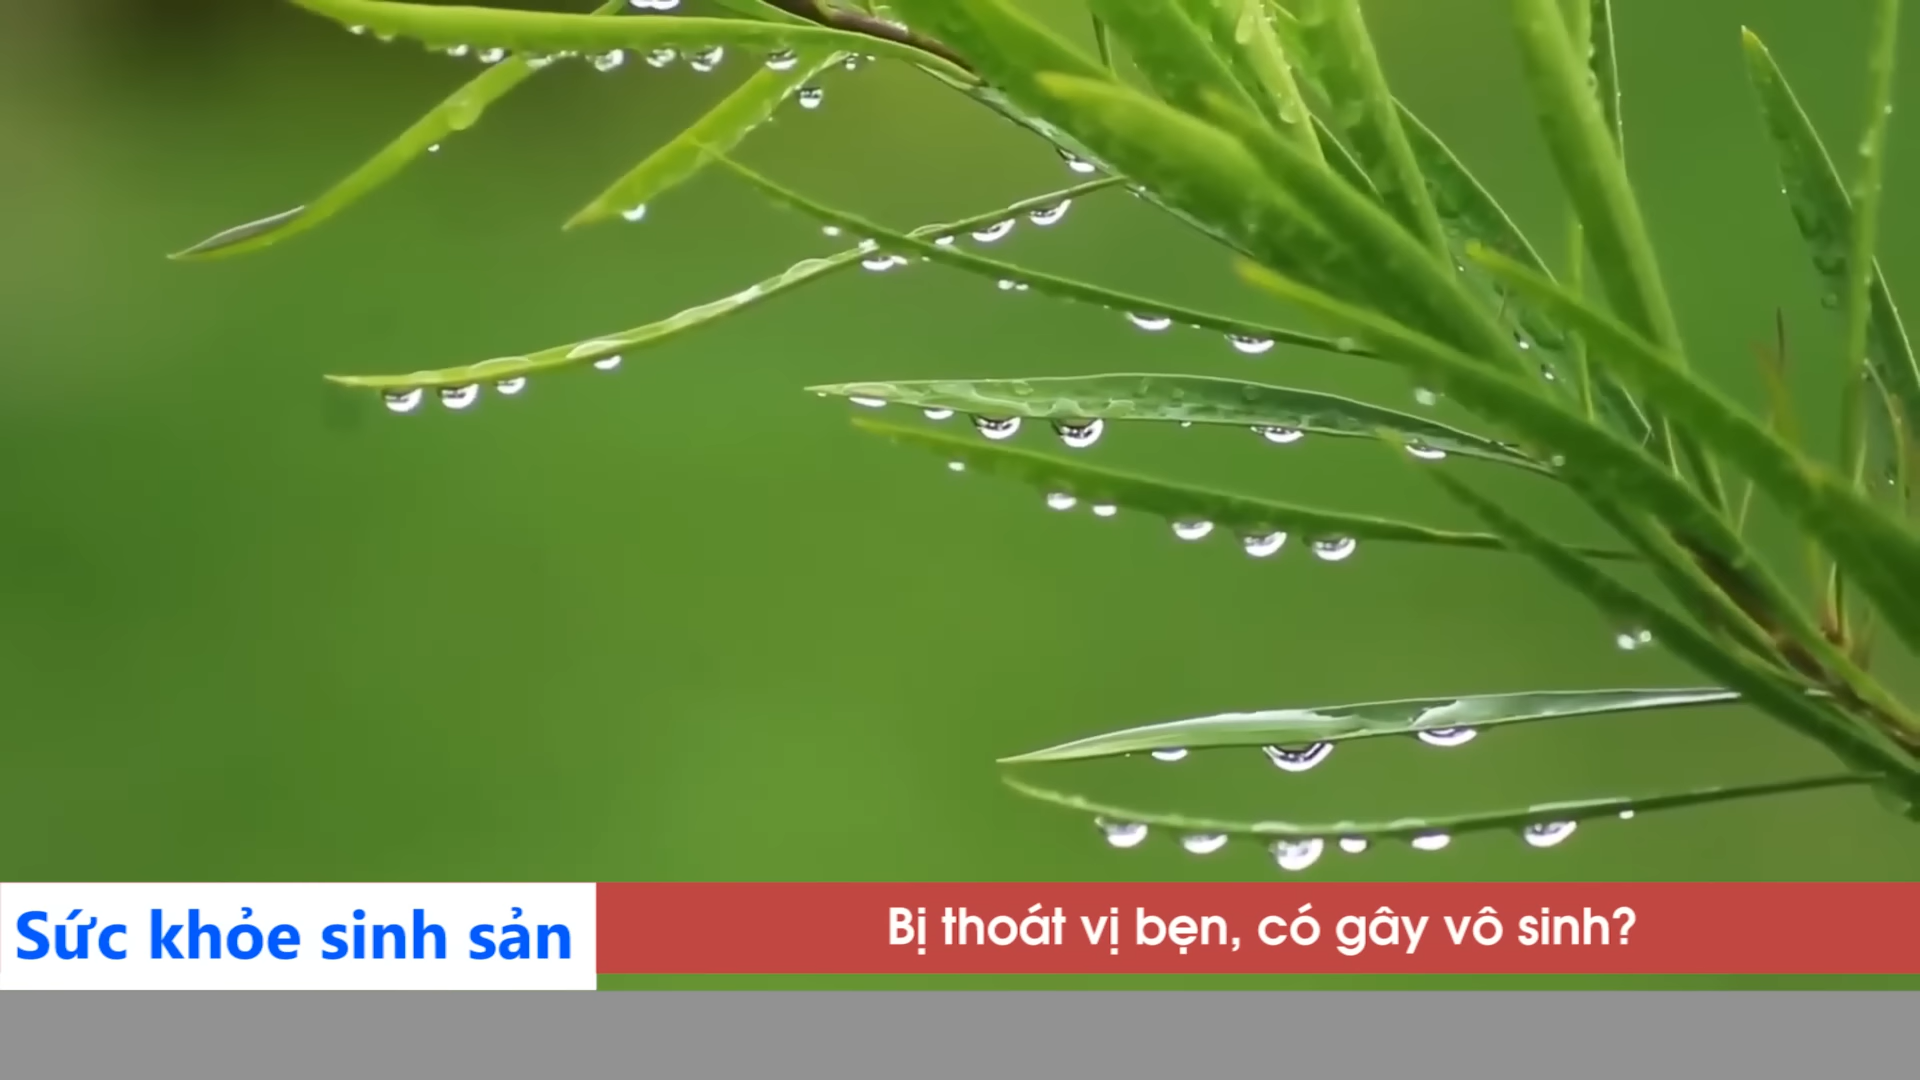 Sức khỏe sinh sản
Bị thoát vị bẹn, có gây vô sinh?